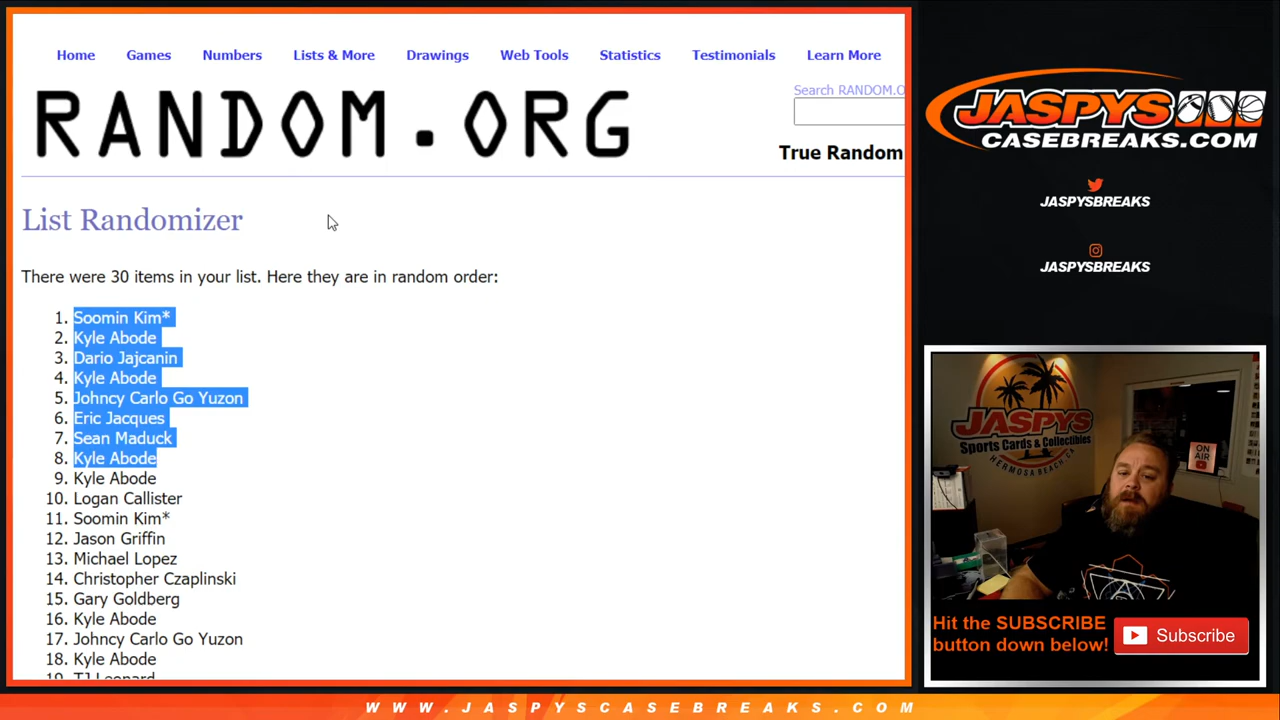 Home Games Numbers Lists & More Drawings Web Tools Statistics Testimonials Learn More
Search RANDOM.O
RANDOM.ORG
True Random
List Randomizer
There were 30 items in your list. Here they are in random order:
1. Soomin Kim*
2. Kyle Abode
3. Dario Jajcanin
4. Kyle Abode
5. Johncy Carlo Go Yuzon
6. Eric Jacques
7. Sean Maduck
8. Kyle Abode
9. Kyle Abode
10. Logan Callister
11. Soomin Kim*
12. Jason Griffin
13. Michael Lopez
14. Christopher Czaplinski
15. Gary Goldberg
16. Kyle Abode
17. Johncy Carlo Go Yuzon
18. Kyle Abode
19. TJ Leonard
JASPYS
CASEBREAKS.COM
JASPYSBREAKS
JASPYSBREAKS
JASPYS
Sports Cards & Collectibles
HERMOSA BEACH, CA
ON
AIR
Hit the SUBSCRIBE
button down below!
Subscribe
WWW.JASPYSCASEBREAKS.COM